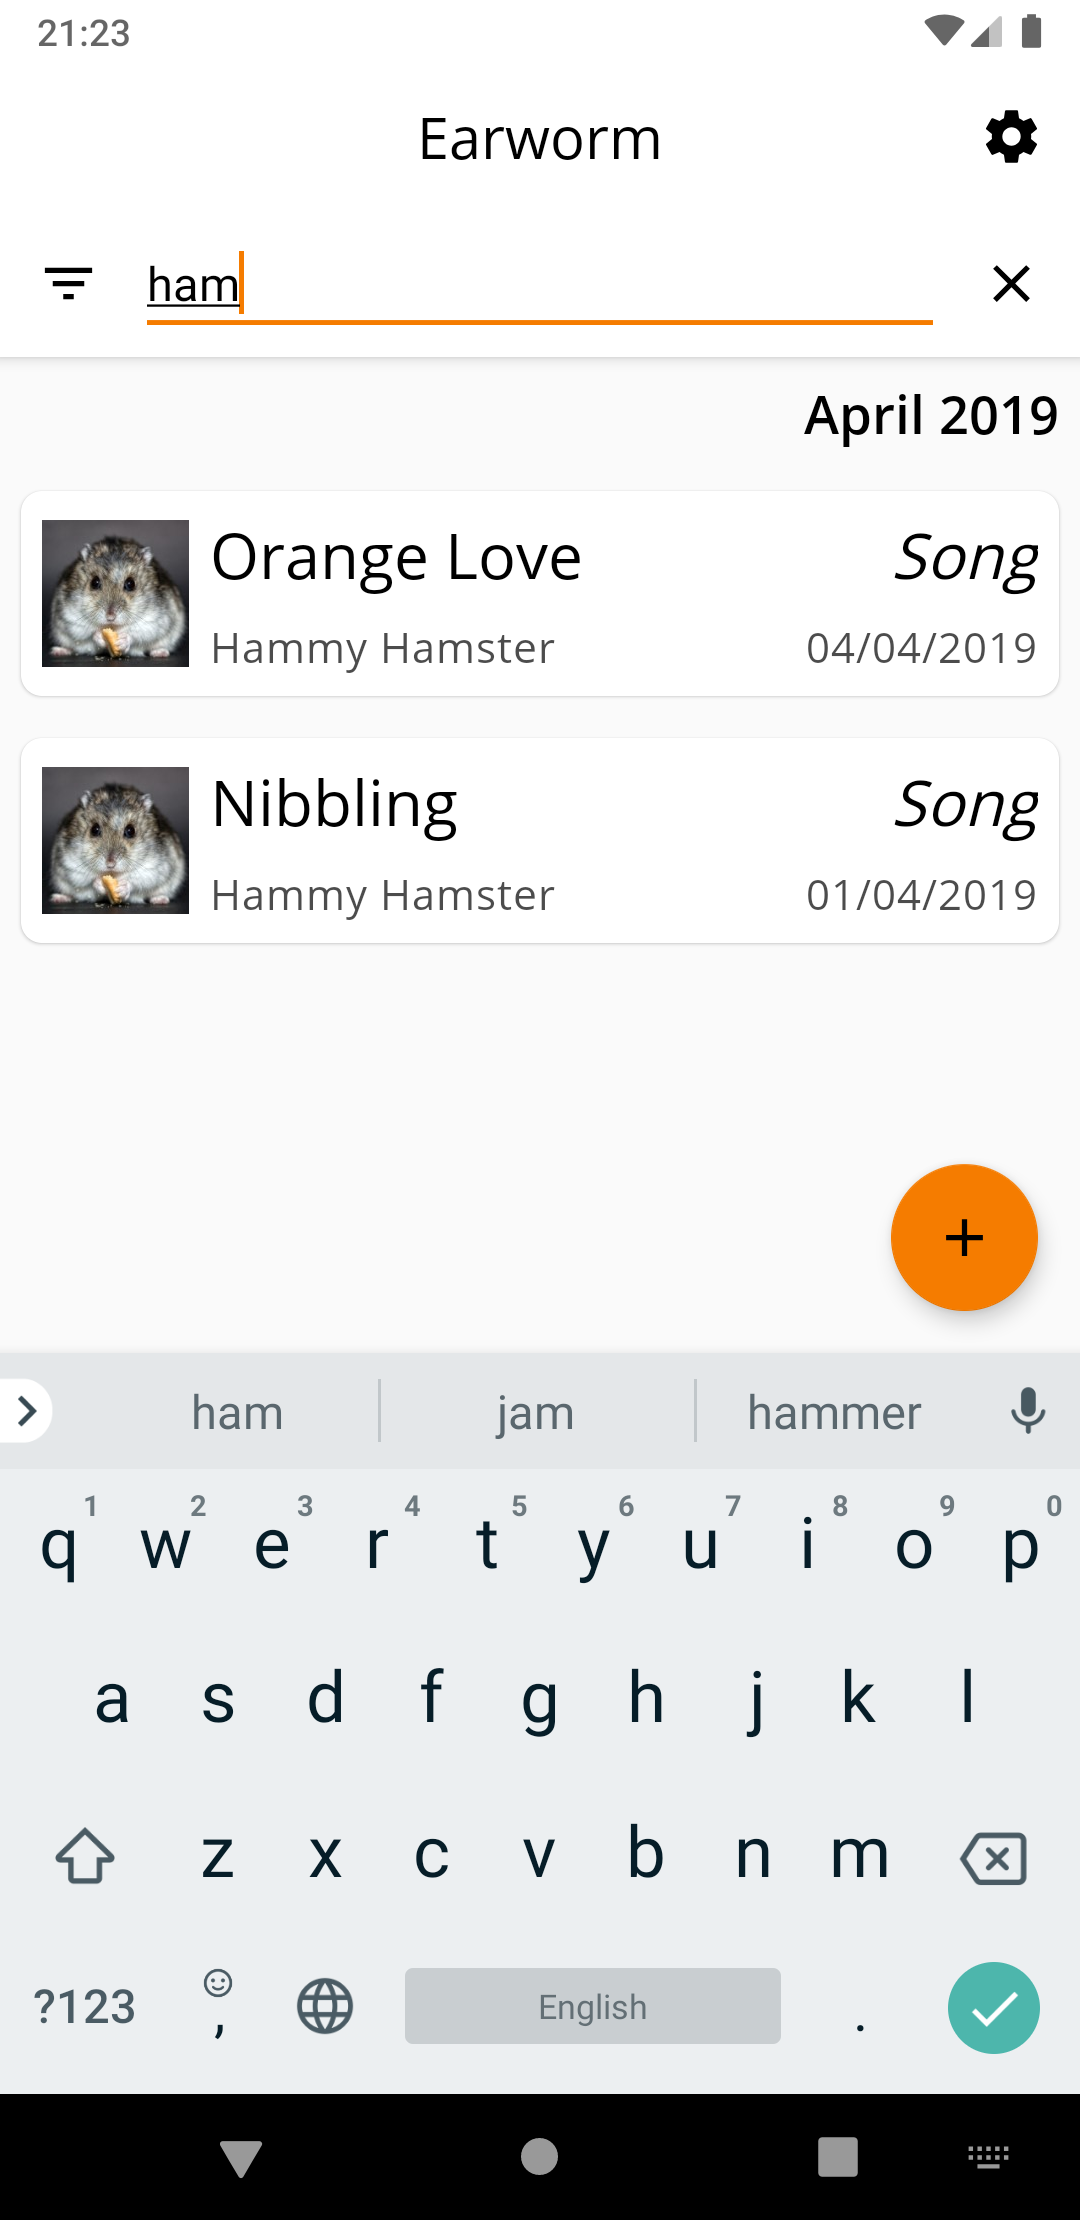 21:23
Earworm
ham
April 2019
Orange Love Song
Hammy Hamster 04/04/2019
Nibbling Song
Hammy Hamster 01/04/2019
ham jam hammer
1 2 3 4 5 6 7 8 9 0
q w e r t y u i o p
a s d f g h j k l
z x c v b n m
?123 , English .